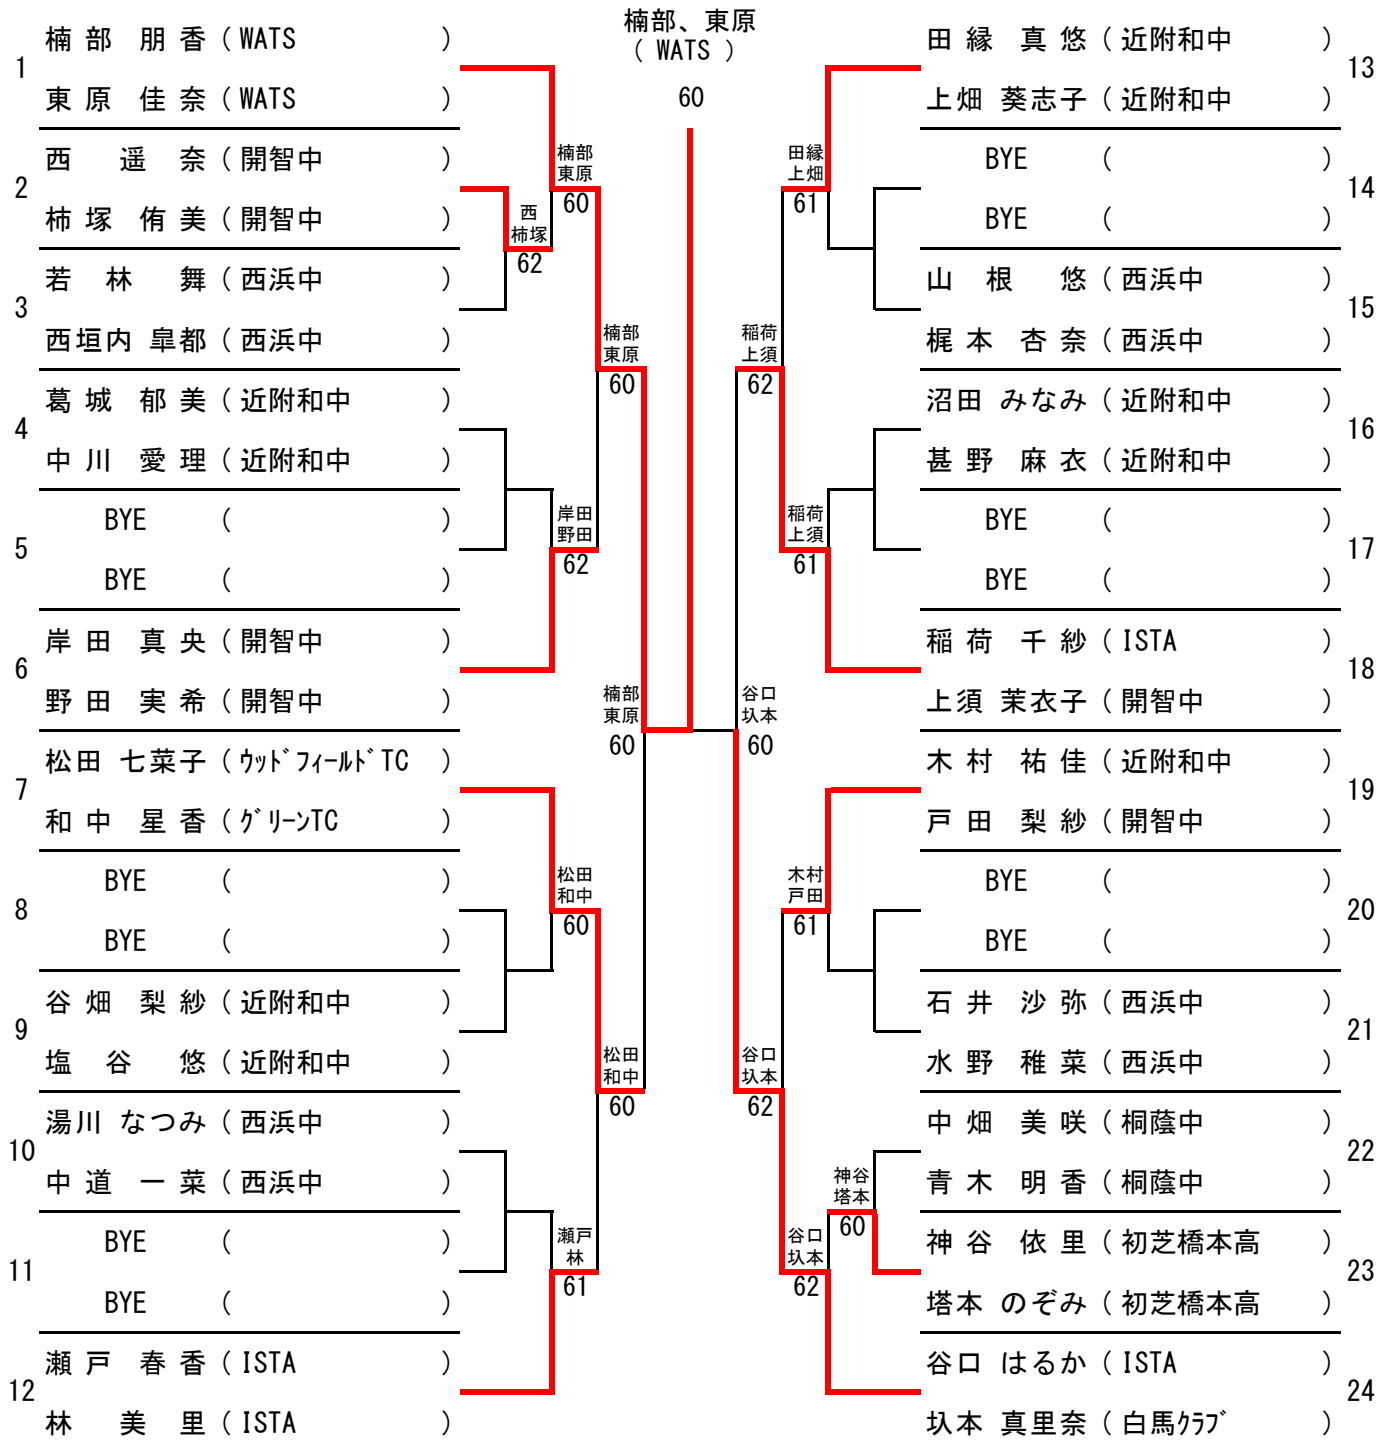 楠部、東原
( WATS )
60
1
楠部 朋香 ( WATS )
東原 佳奈 ( WATS )
2
西 遥奈 ( 開智中 )
柿塚 侑美 ( 開智中 )
3
若林 舞 ( 西浜中 )
西垣内 皐都 ( 西浜中 )
4
葛城 郁美 ( 近附和中 )
中川 愛理 ( 近附和中 )
5
BYE ( )
BYE ( )
6
岸田 真央 ( 開智中 )
野田 実希 ( 開智中 )
7
松田 七菜子 ( ｳｯﾄﾞﾌｨｰﾙﾄﾞTC )
和中 星香 ( ｸﾞﾘｰﾝTC )
8
BYE ( )
BYE ( )
9
谷畑 梨紗 ( 近附和中 )
塩谷 悠 ( 近附和中 )
10
湯川 なつみ ( 西浜中 )
中道 一菜 ( 西浜中 )
11
BYE ( )
BYE ( )
12
瀬戸 春香 ( ISTA )
林 美里 ( ISTA )
西
柿塚
62
楠部
東原
60
岸田
野田
62
松田
和中
60
瀬戸
林
61
楠部
東原
60
松田
和中
60
楠部
東原
60
谷口
圦本
60
稲荷
上須
62
谷口
圦本
62
田縁
上畑
61
稲荷
上須
61
木村
戸田
61
谷口
圦本
62
神谷
塔本
60
田縁 真悠 ( 近附和中 )
上畑 葵志子 ( 近附和中 )
13
BYE ( )
BYE ( )
14
山根 悠 ( 西浜中 )
梶本 杏奈 ( 西浜中 )
15
沼田 みなみ ( 近附和中 )
甚野 麻衣 ( 近附和中 )
16
BYE ( )
BYE ( )
17
稲荷 千紗 ( ISTA )
上須 茉衣子 ( 開智中 )
18
木村 祐佳 ( 近附和中 )
戸田 梨紗 ( 開智中 )
19
BYE ( )
BYE ( )
20
石井 沙弥 ( 西浜中 )
水野 稚菜 ( 西浜中 )
21
中畑 美咲 ( 桐蔭中 )
青木 明香 ( 桐蔭中 )
22
神谷 依里 ( 初芝橋本高 )
塔本 のぞみ ( 初芝橋本高 )
23
谷口 はるか ( ISTA )
圦本 真里奈 ( 白馬ｸﾗﾌﾞ )
24